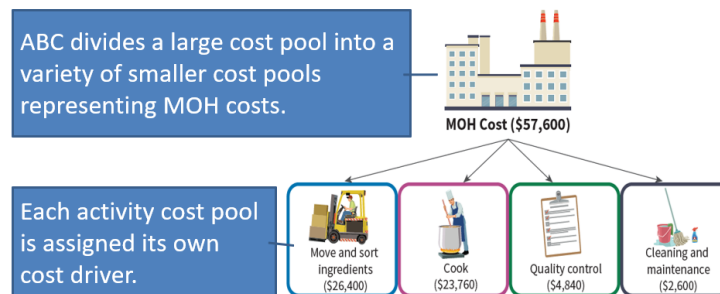 ABC divides a large cost pool into a
variety of smaller cost pools
representing MOH costs.
MOH Cost ($57,600)
Each activity cost pool
is assigned its own
cost driver.
Move and sort
ingredients
($26,400)
Cook
($23,760)
Quality control
($4,840)
Cleaning and
maintenance
($2,600)